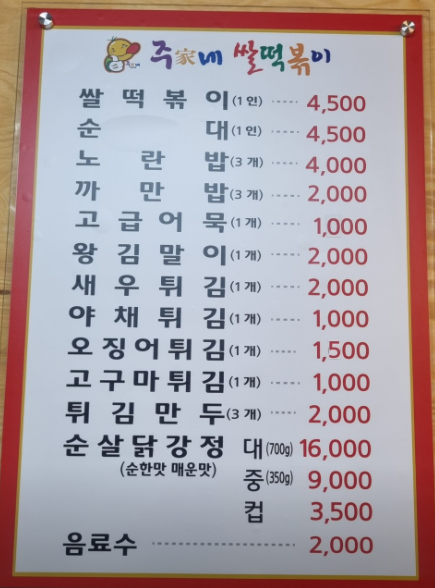 주家네 쌀떡볶이
쌀떡볶이(1인) ····· 4,500
순대(1인) ····· 4,500
노란밥(3개) ····· 4,000
까만밥(3개) ····· 2,000
고급어묵(1개) ····· 1,000
왕김말이(1개) ····· 2,000
새우튀김(1개) ····· 2,000
야채튀김(1개) ····· 1,000
오징어튀김(1개) ····· 1,500
고구마튀김(1개) ····· 1,000
튀김만두(3개) ····· 2,000
순살닭강정 대(700g) 16,000
(순한맛 매운맛) 중(350g) 9,000
컵 3,500
음료수 ····················· 2,000